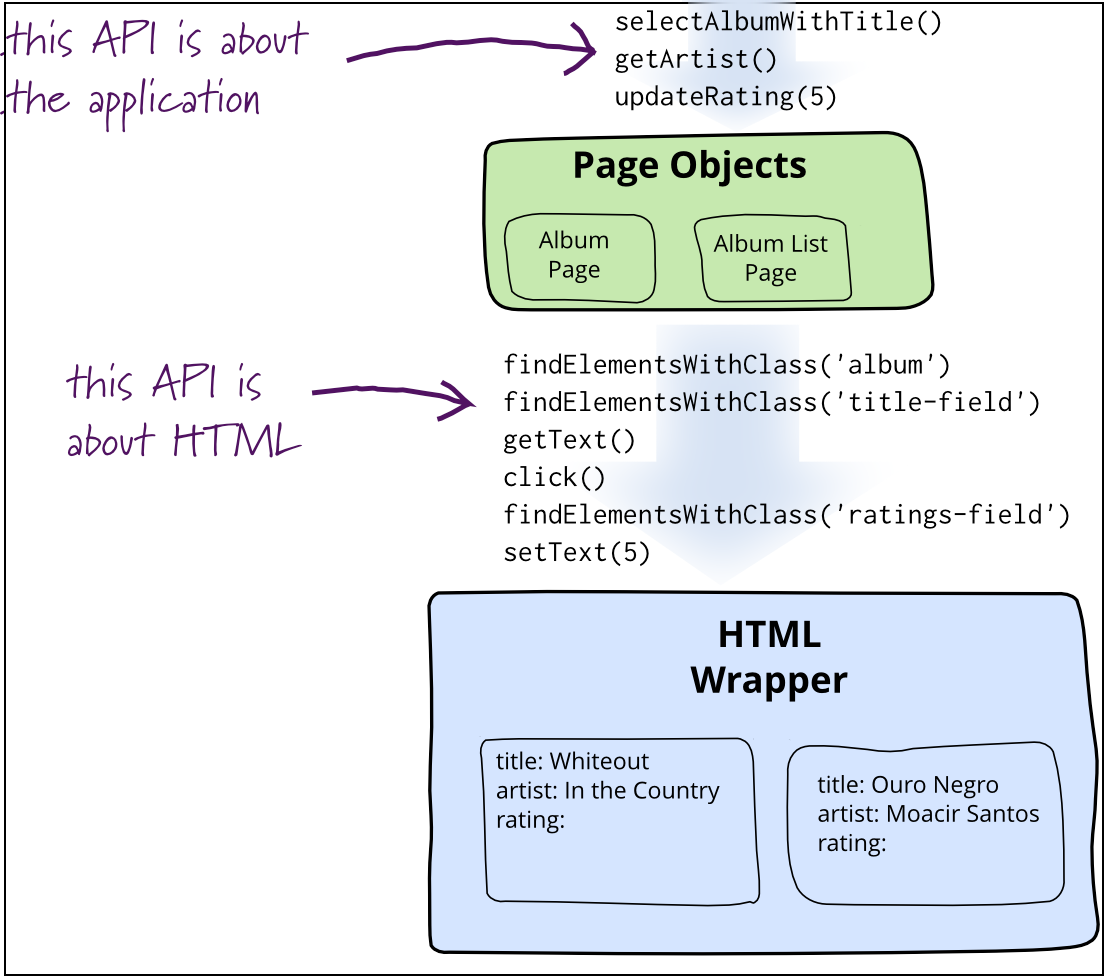 this API is about
the application
selectAlbumWithTitle()
getArtist()
updateRating(5)
Page Objects
Album
Page
Album List
Page
this API is
about HTML
findElementsWithClass('album')
findElementsWithClass('title-field')
getText()
click()
findElementsWithClass('ratings-field')
setText(5)
HTML
Wrapper
title: Whiteout
artist: In the Country
rating:
title: Ouro Negro
artist: Moacir Santos
rating: